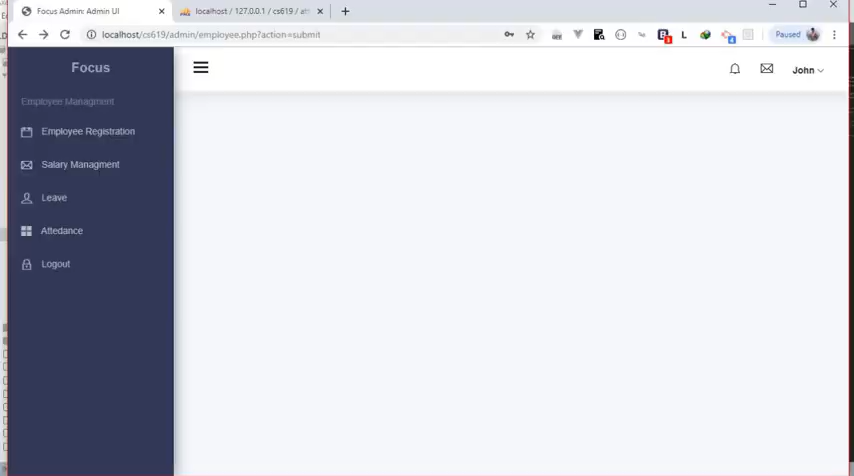 Focus Admin: Admin UI
localhost / 127.0.0.1 / cs619 / at
localhost/cs619/admin/employee.php?action=submit
Paused
Focus
John
Employee Managment
Employee Registration
Salary Managment
Leave
Attedance
Logout